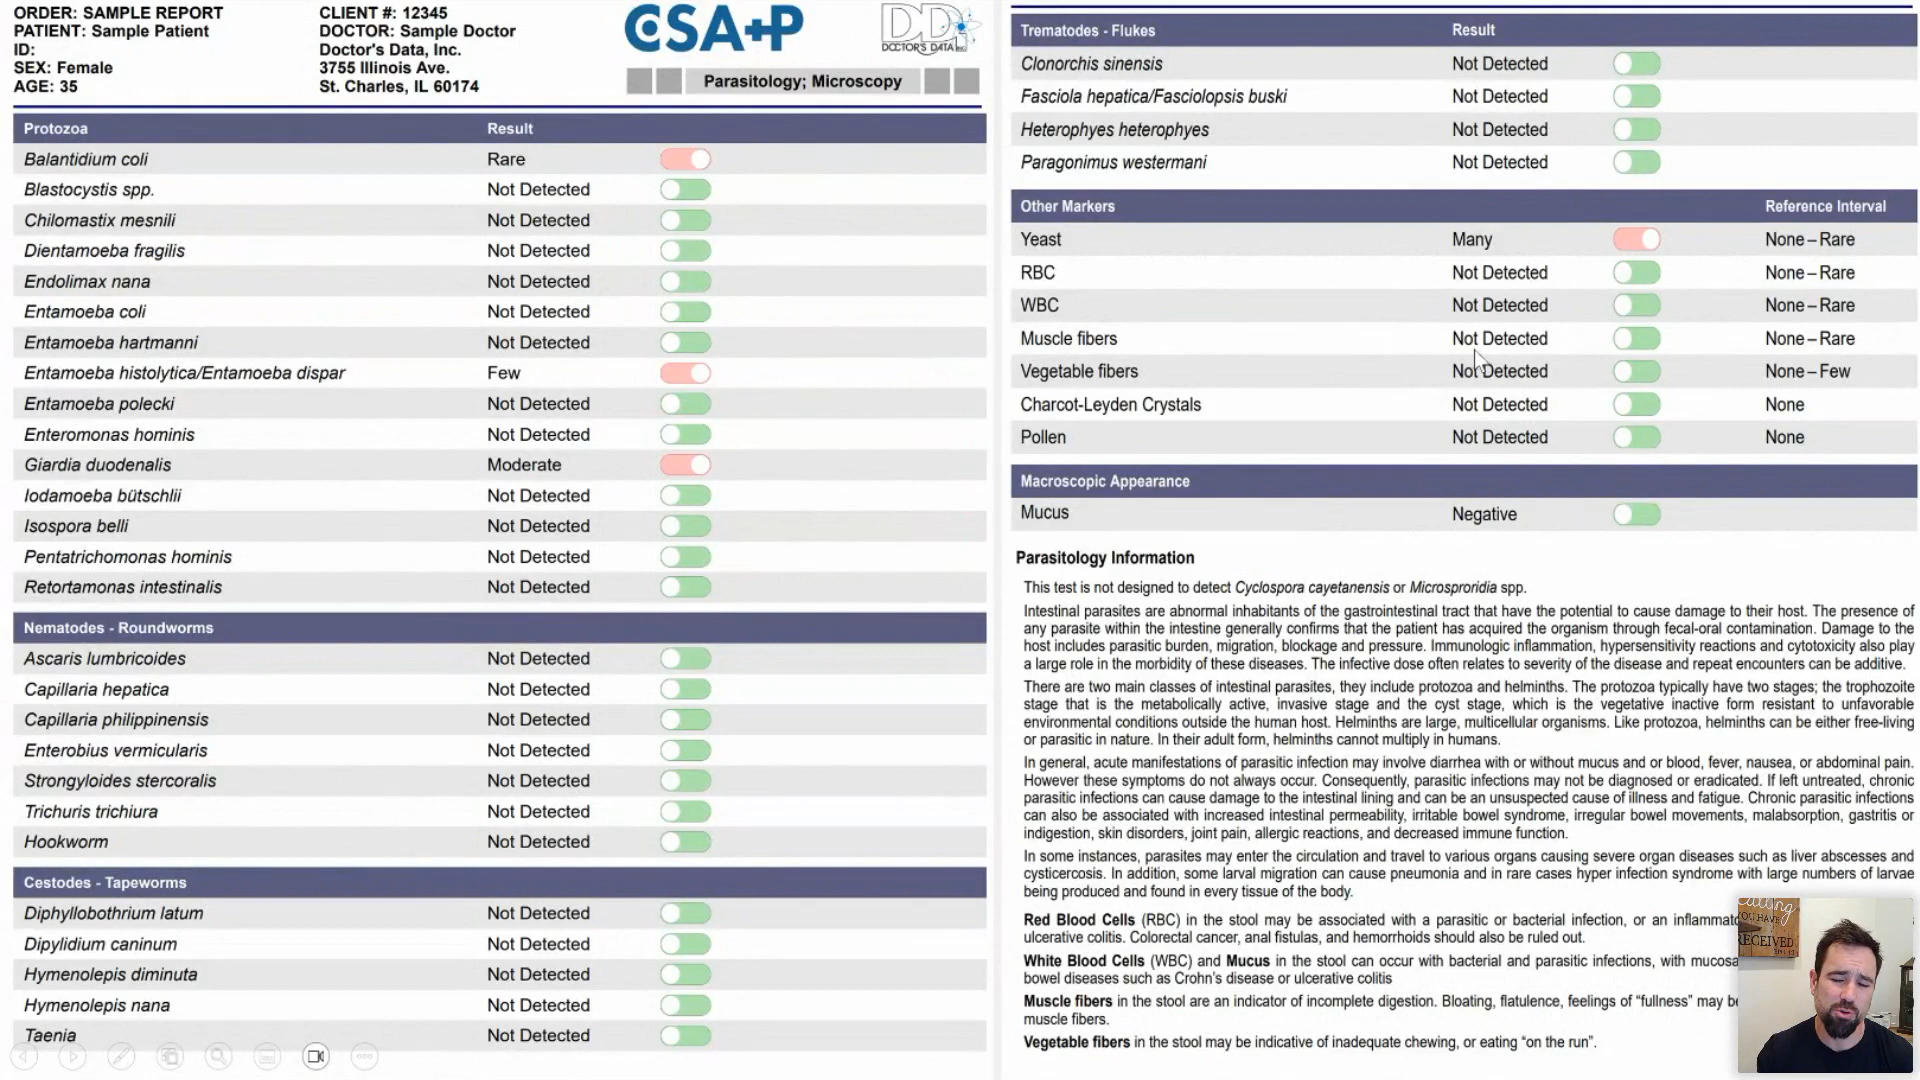 ORDER: SAMPLE REPORT
PATIENT: Sample Patient
ID:
SEX: Female
AGE: 35
CLIENT #: 12345
DOCTOR: Sample Doctor
Doctor's Data, Inc.
3755 Illinois Ave.
St. Charles, IL 60174
CSA+P
DDI
DOCTOR'S DATA INC
Parasitology; Microscopy
Protozoa Result
Balantidium coli Rare
Blastocystis spp. Not Detected
Chilomastix mesnili Not Detected
Dientamoeba fragilis Not Detected
Endolimax nana Not Detected
Entamoeba coli Not Detected
Entamoeba hartmanni Not Detected
Entamoeba histolytica/Entamoeba dispar Few
Entamoeba polecki Not Detected
Enteromonas hominis Not Detected
Giardia duodenalis Moderate
Iodamoeba bütschlii Not Detected
Isospora belli Not Detected
Pentatrichomonas hominis Not Detected
Retortamonas intestinalis Not Detected
Nematodes - Roundworms
Ascaris lumbricoides Not Detected
Capillaria hepatica Not Detected
Capillaria philippinensis Not Detected
Enterobius vermicularis Not Detected
Strongyloides stercoralis Not Detected
Trichuris trichiura Not Detected
Hookworm Not Detected
Cestodes - Tapeworms
Diphyllobothrium latum Not Detected
Dipylidium caninum Not Detected
Hymenolepis diminuta Not Detected
Hymenolepis nana Not Detected
Taenia Not Detected
Trematodes - Flukes Result
Clonorchis sinensis Not Detected
Fasciola hepatica/Fasciolopsis buski Not Detected
Heterophyes heterophyes Not Detected
Paragonimus westermani Not Detected
Other Markers Reference Interval
Yeast Many None – Rare
RBC Not Detected None – Rare
WBC Not Detected None – Rare
Muscle fibers Not Detected None – Rare
Vegetable fibers Not Detected None – Few
Charcot-Leyden Crystals Not Detected None
Pollen Not Detected None
Macroscopic Appearance
Mucus Negative
Parasitology Information
This test is not designed to detect Cyclospora cayetanensis or Microsproridia spp.
Intestinal parasites are abnormal inhabitants of the gastrointestinal tract that have the potential to cause damage to their host. The presence of
any parasite within the intestine generally confirms that the patient has acquired the organism through fecal-oral contamination. Damage to the
host includes parasitic burden, migration, blockage and pressure. Immunologic inflammation, hypersensitivity reactions and cytotoxicity also play
a large role in the morbidity of these diseases. The infective dose often relates to severity of the disease and repeat encounters can be additive.
There are two main classes of intestinal parasites, they include protozoa and helminths. The protozoa typically have two stages; the trophozoite
stage that is the metabolically active, invasive stage and the cyst stage, which is the vegetative inactive form resistant to unfavorable
environmental conditions outside the human host. Helminths are large, multicellular organisms. Like protozoa, helminths can be either free-living
or parasitic in nature. In their adult form, helminths cannot multiply in humans.
In general, acute manifestations of parasitic infection may involve diarrhea with or without mucus and or blood, fever, nausea, or abdominal pain.
However these symptoms do not always occur. Consequently, parasitic infections may not be diagnosed or eradicated. If left untreated, chronic
parasitic infections can cause damage to the intestinal lining and can be an unsuspected cause of illness and fatigue. Chronic parasitic infections
can also be associated with increased intestinal permeability, irritable bowel syndrome, irregular bowel movements, malabsorption, gastritis or
indigestion, skin disorders, joint pain, allergic reactions, and decreased immune function.
In some instances, parasites may enter the circulation and travel to various organs causing severe organ diseases such as liver abscesses and
cysticercosis. In addition, some larval migration can cause pneumonia and in rare cases hyper infection syndrome with large numbers of larvae
being produced and found in every tissue of the body.
Red Blood Cells (RBC) in the stool may be associated with a parasitic or bacterial infection, or an inflammato
ulcerative colitis. Colorectal cancer, anal fistulas, and hemorrhoids should also be ruled out.
White Blood Cells (WBC) and Mucus in the stool can occur with bacterial and parasitic infections, with mucosa
bowel diseases such as Crohn's disease or ulcerative colitis
Muscle fibers in the stool are an indicator of incomplete digestion. Bloating, flatulence, feelings of “fullness” may be
muscle fibers.
Vegetable fibers in the stool may be indicative of inadequate chewing, or eating “on the run”.
calling
YOU HAVE
RECEIVED